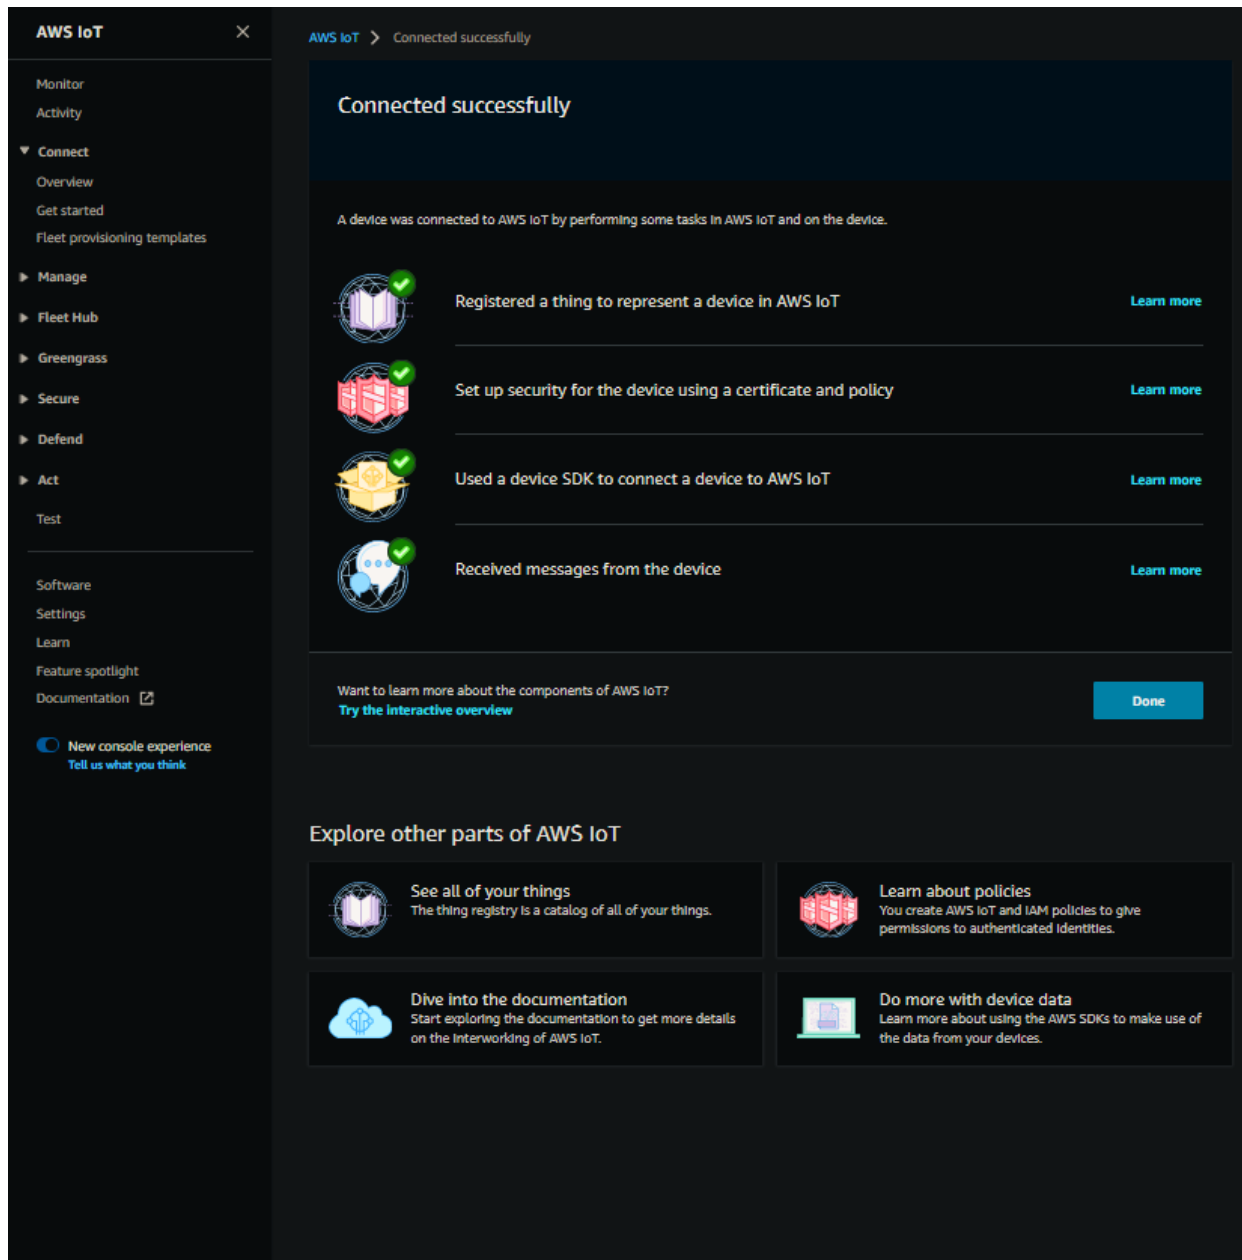 AWS IoT
Monitor
Activity
Connect
Overview
Get started
Fleet provisioning templates
Manage
Fleet Hub
Greengrass
Secure
Defend
Act
Test
Software
Settings
Learn
Feature spotlight
Documentation
New console experience
Tell us what you think
AWS IoT > Connected successfully
Connected successfully
A device was connected to AWS IoT by performing some tasks in AWS IoT and on the device.
Registered a thing to represent a device in AWS IoT Learn more
Set up security for the device using a certificate and policy Learn more
Used a device SDK to connect a device to AWS IoT Learn more
Received messages from the device Learn more
Want to learn more about the components of AWS IoT?
Try the interactive overview
Done
Explore other parts of AWS IoT
See all of your things
The thing registry is a catalog of all of your things.
Learn about policies
You create AWS IoT and IAM policies to give
permissions to authenticated identities.
Dive into the documentation
Start exploring the documentation to get more details
on the interworking of AWS IoT.
Do more with device data
Learn more about using the AWS SDKs to make use of
the data from your devices.